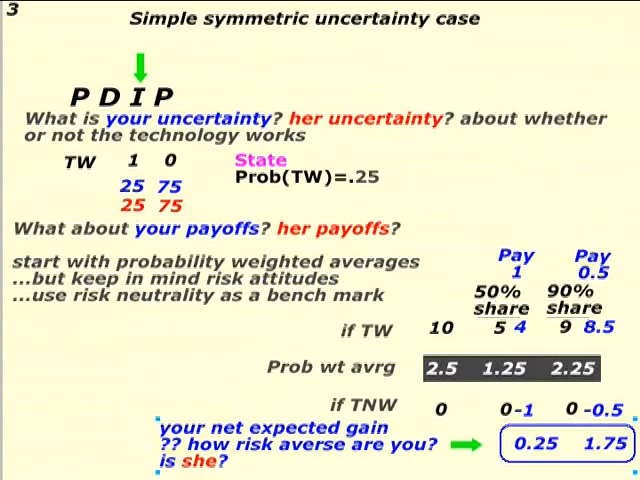 3
Simple symmetric uncertainty case
P D I P
What is your uncertainty? her uncertainty? about whether
or not the technology works
TW 1 0 State
Prob(TW)=.25
25 75
25 75
What about your payoffs? her payoffs?
start with probability weighted averages
...but keep in mind risk attitudes
...use risk neutrality as a bench mark
Pay Pay
1 0.5
50% 90%
share share
if TW 10 5 4 9 8.5
Prob wt avrg 2.5 1.25 2.25
if TNW 0 0 -1 0 -0.5
your net expected gain
?? how risk averse are you? 0.25 1.75
is she?